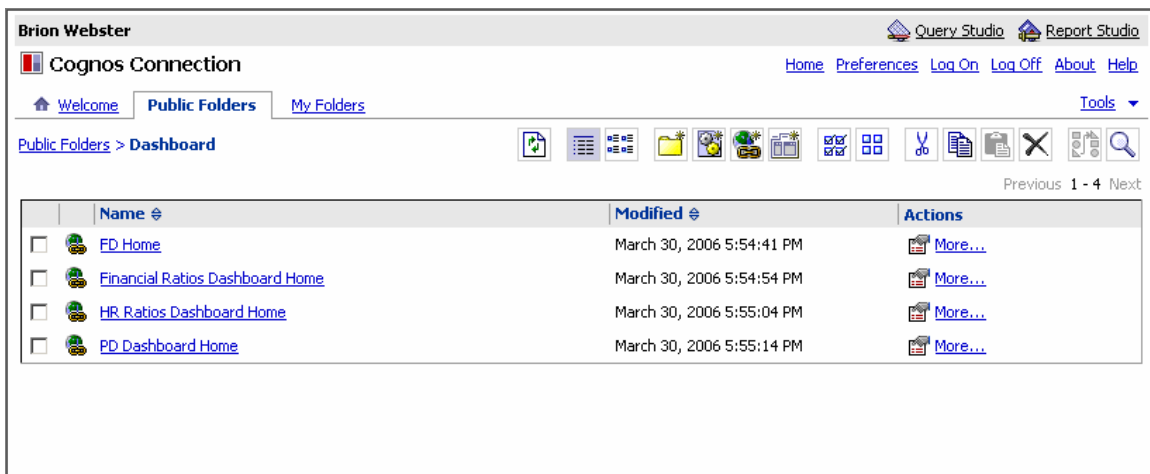 Brion Webster Query Studio Report Studio
Cognos Connection Home Preferences Log On Log Off About Help
Welcome Public Folders My Folders Tools
Public Folders > Dashboard
Previous 1 - 4 Next
Name Modified Actions
FD Home March 30, 2006 5:54:41 PM More...
Financial Ratios Dashboard Home March 30, 2006 5:54:54 PM More...
HR Ratios Dashboard Home March 30, 2006 5:55:04 PM More...
PD Dashboard Home March 30, 2006 5:55:14 PM More...